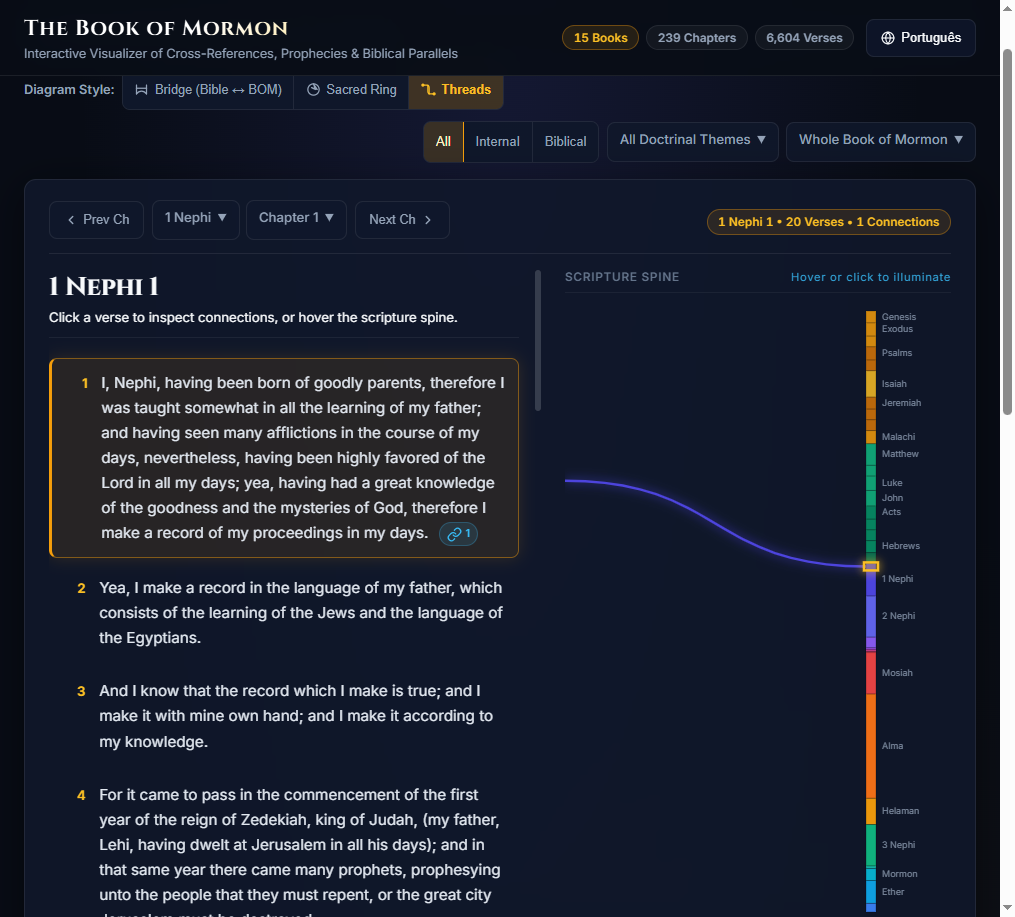 The Book of Mormon
Interactive Visualizer of Cross-References, Prophecies & Biblical Parallels
15 Books
239 Chapters
6,604 Verses
Português
Diagram Style:
Bridge (Bible ↔ BOM)
Sacred Ring
Threads
All
Internal
Biblical
All Doctrinal Themes ▼
Whole Book of Mormon ▼
‹ Prev Ch
1 Nephi ▼
Chapter 1 ▼
Next Ch ›
1 Nephi 1 • 20 Verses • 1 Connections
1 Nephi 1
Click a verse to inspect connections, or hover the scripture spine.
1 I, Nephi, having been born of goodly parents, therefore I
was taught somewhat in all the learning of my father;
and having seen many afflictions in the course of my
days, nevertheless, having been highly favored of the
Lord in all my days; yea, having had a great knowledge
of the goodness and the mysteries of God, therefore I
make a record of my proceedings in my days. 1
2 Yea, I make a record in the language of my father, which
consists of the learning of the Jews and the language of
the Egyptians.
3 And I know that the record which I make is true; and I
make it with mine own hand; and I make it according to
my knowledge.
4 For it came to pass in the commencement of the first
year of the reign of Zedekiah, king of Judah, (my father,
Lehi, having dwelt at Jerusalem in all his days); and in
that same year there came many prophets, prophesying
unto the people that they must repent, or the great city
Jerusalem must be destroyed
SCRIPTURE SPINE
Hover or click to illuminate
Genesis
Exodus
Psalms
Isaiah
Jeremiah
Malachi
Matthew
Luke
John
Acts
Hebrews
1 Nephi
2 Nephi
Mosiah
Alma
Helaman
3 Nephi
Mormon
Ether